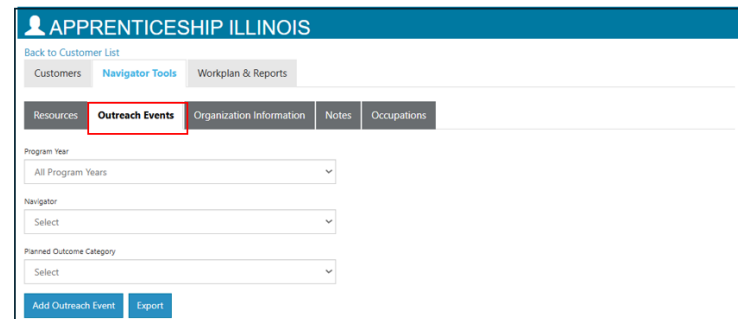 APPRENTICESHIP ILLINOIS
Back to Customer List
Customers Navigator Tools Workplan & Reports
Resources Outreach Events Organization Information Notes Occupations
Program Year
All Program Years
Navigator
Select
Planned Outcome Category
Select
Add Outreach Event Export